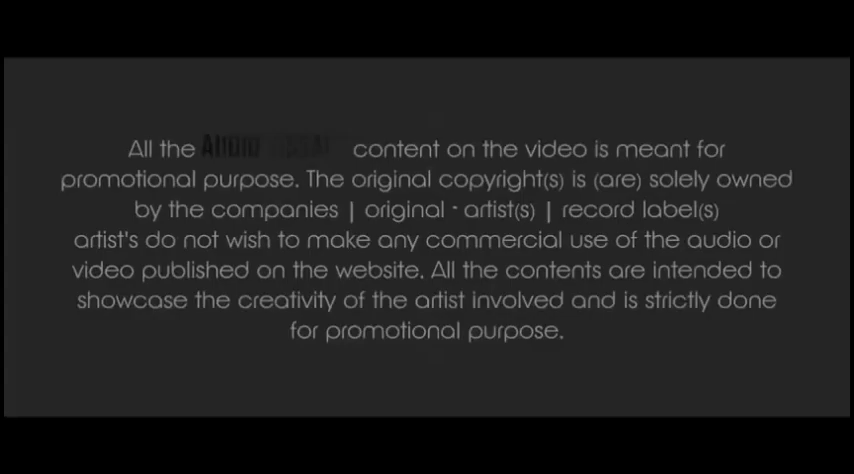 All the AUDIO content on the video is meant for
promotional purpose. The original copyright(s) is (are) solely owned
by the companies | original - artist(s) | record label(s)
artist's do not wish to make any commercial use of the audio or
video published on the website. All the contents are intended to
showcase the creativity of the artist involved and is strictly done
for promotional purpose.